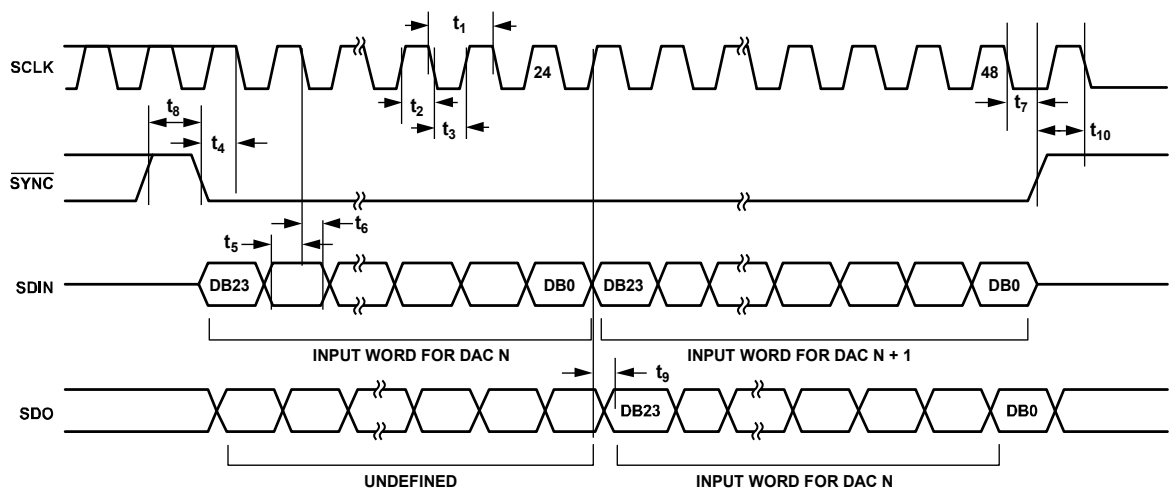 t1
SCLK
24
48
t2
t3
t7
t8
t4
t10
SYNC
t6
t5
SDIN
DB23
DB0
DB23
DB0
INPUT WORD FOR DAC N
INPUT WORD FOR DAC N + 1
t9
SDO
DB23
DB0
UNDEFINED
INPUT WORD FOR DAC N